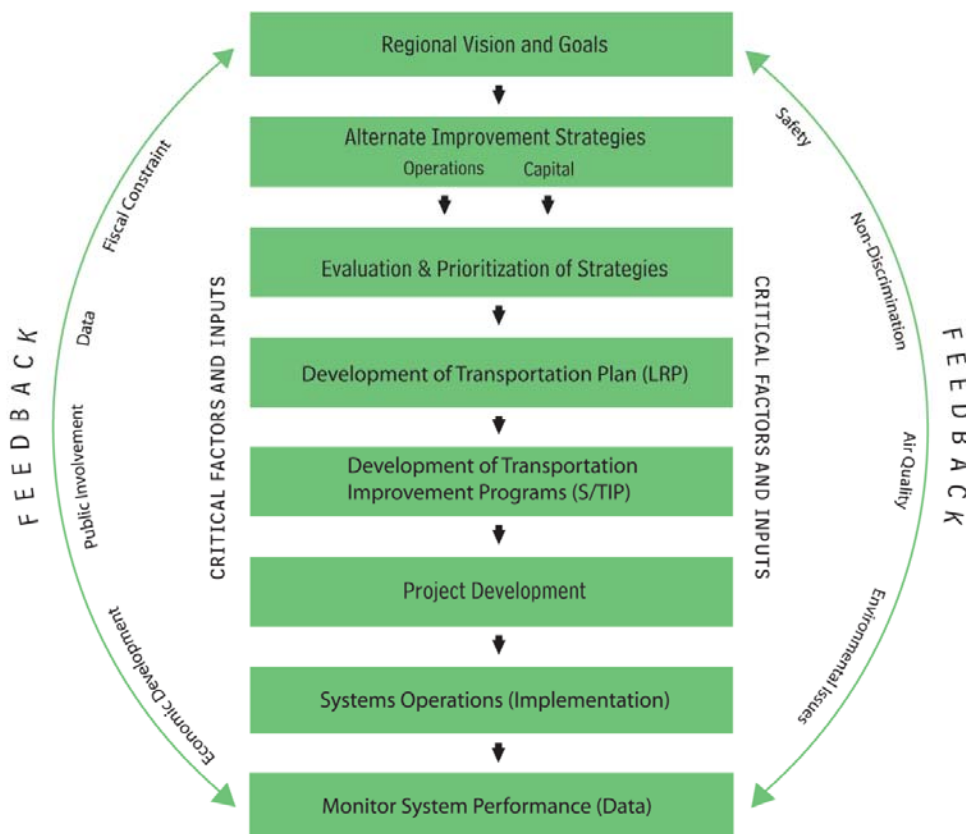 Regional Vision and Goals
Alternate Improvement Strategies
Operations Capital
Evaluation & Prioritization of Strategies
Development of Transportation Plan (LRP)
Development of Transportation
Improvement Programs (S/TIP)
Project Development
Systems Operations (Implementation)
Monitor System Performance (Data)
FEEDBACK
Fiscal Constraint
Data
Public Involvement
Economic Development
CRITICAL FACTORS AND INPUTS
CRITICAL FACTORS AND INPUTS
Safety
Non-Discrimination
Air Quality
Environmental Issues
FEEDBACK